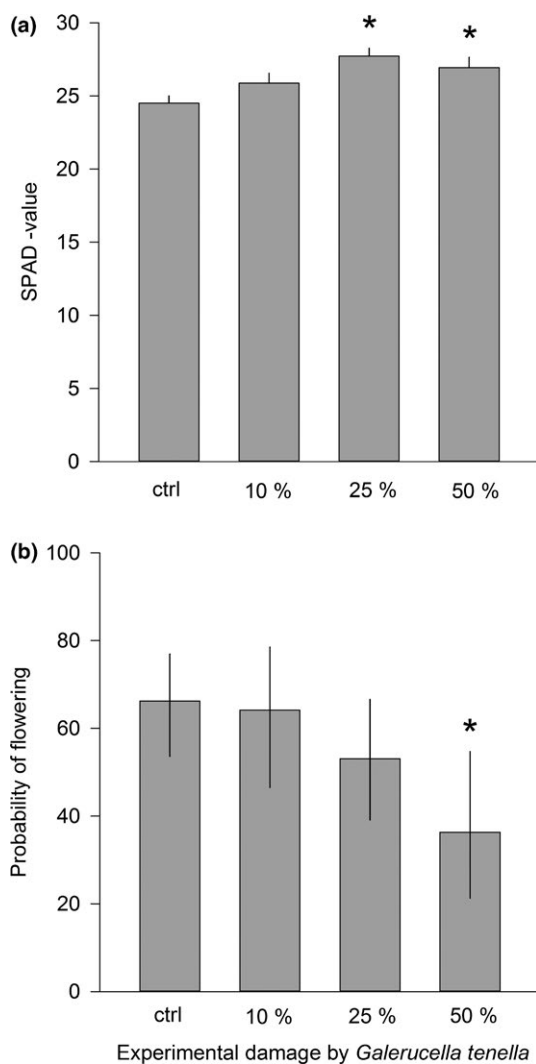 (a)
30
25
20
15
10
5
0
SPAD -value
* *
ctrl 10 % 25 % 50 %
(b)
100
80
60
40
20
0
Probability of flowering
*
ctrl 10 % 25 % 50 %
Experimental damage by Galerucella tenella